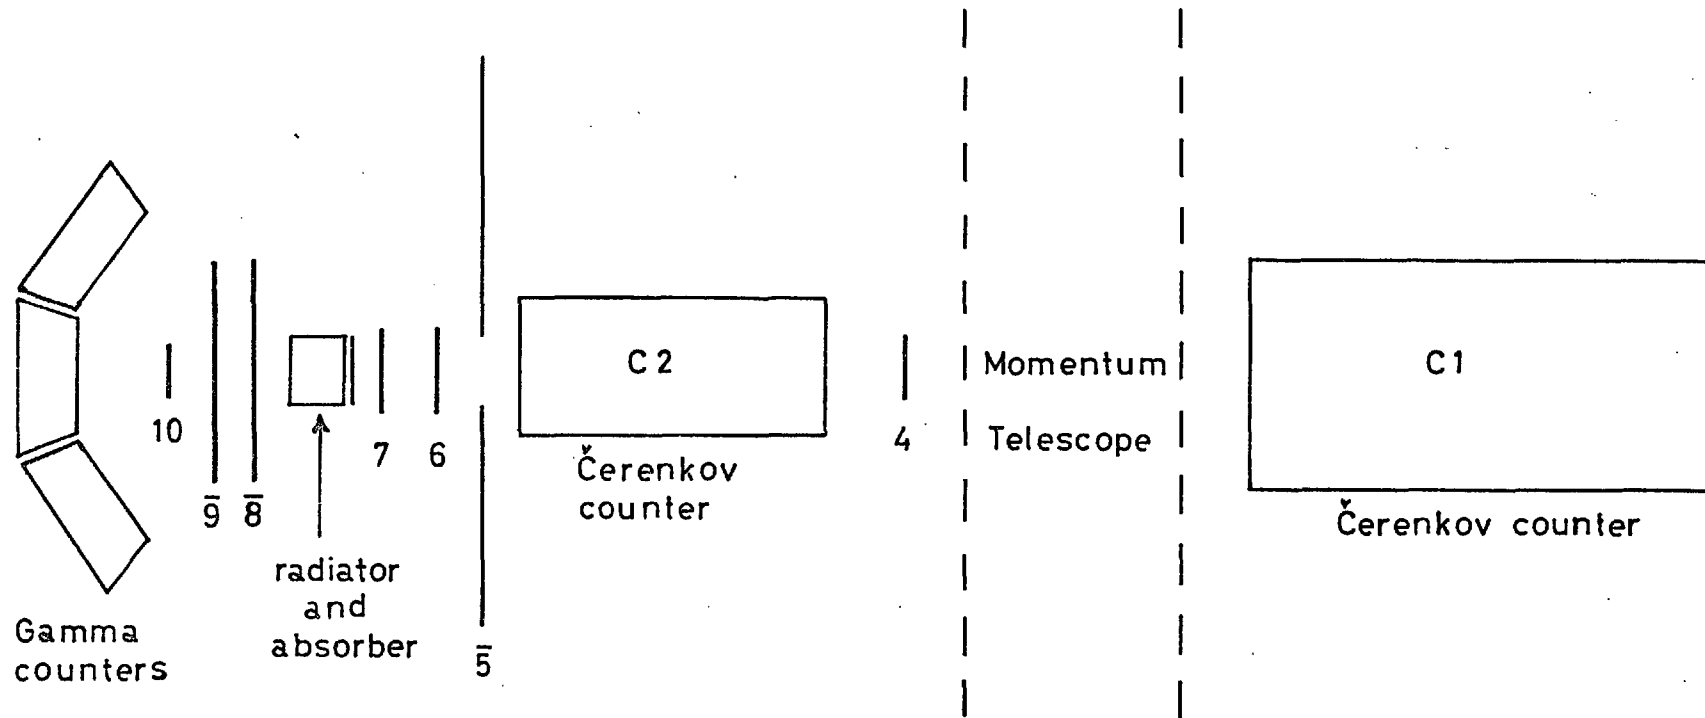 C2
Momentum
C1
10
7
6
4
Telescope
Čerenkov
counter
9̅
8̅
Čerenkov counter
radiator
and
absorber
Gamma
counters
5̅